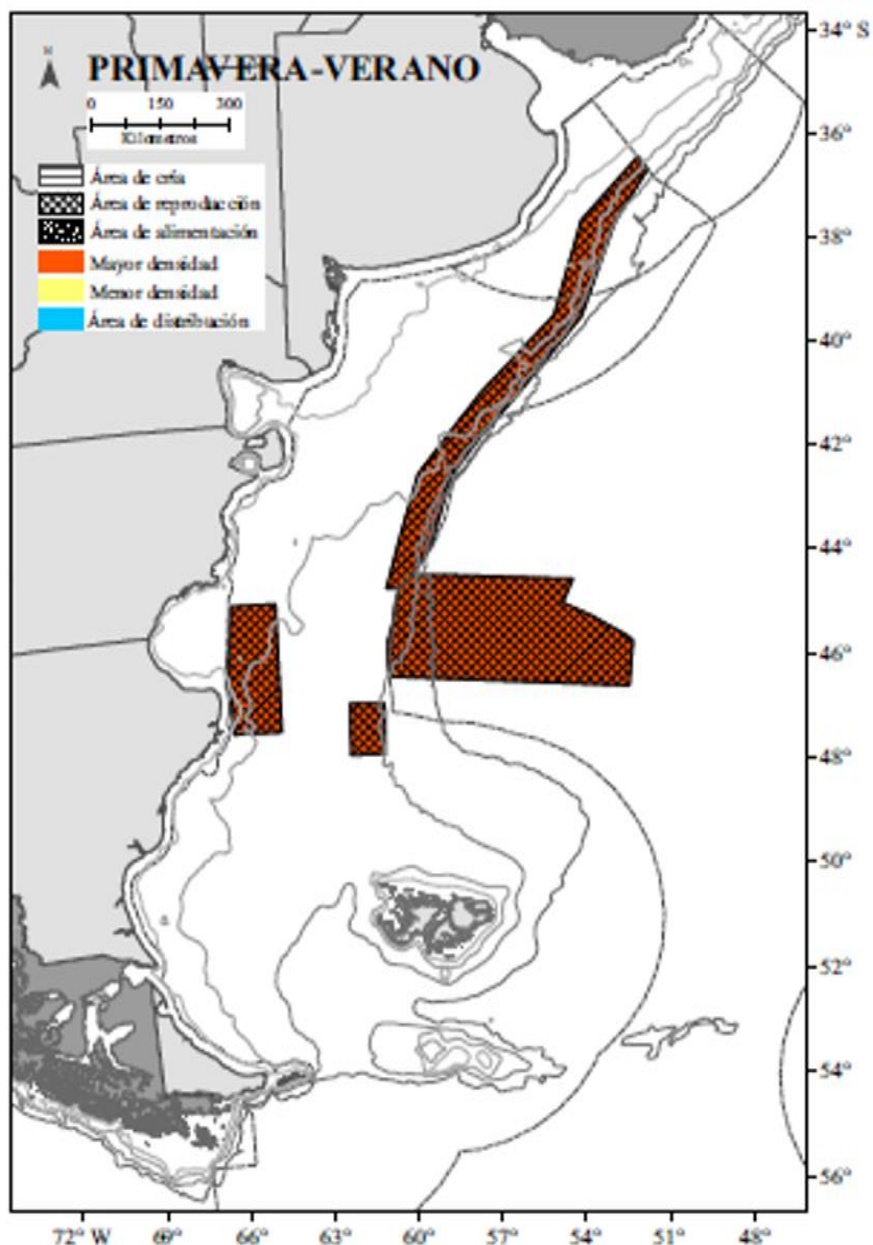 N
PRIMAVERA-VERANO
0 150 300
Kilometros
Área de cría
Área de reproducción
Área de alimentación
Mayor densidad
Menor densidad
Área de distribución
34° S
36°
38°
40°
42°
44°
46°
48°
50°
52°
54°
56°
72° W 69° 66° 63° 60° 57° 54° 51° 48°